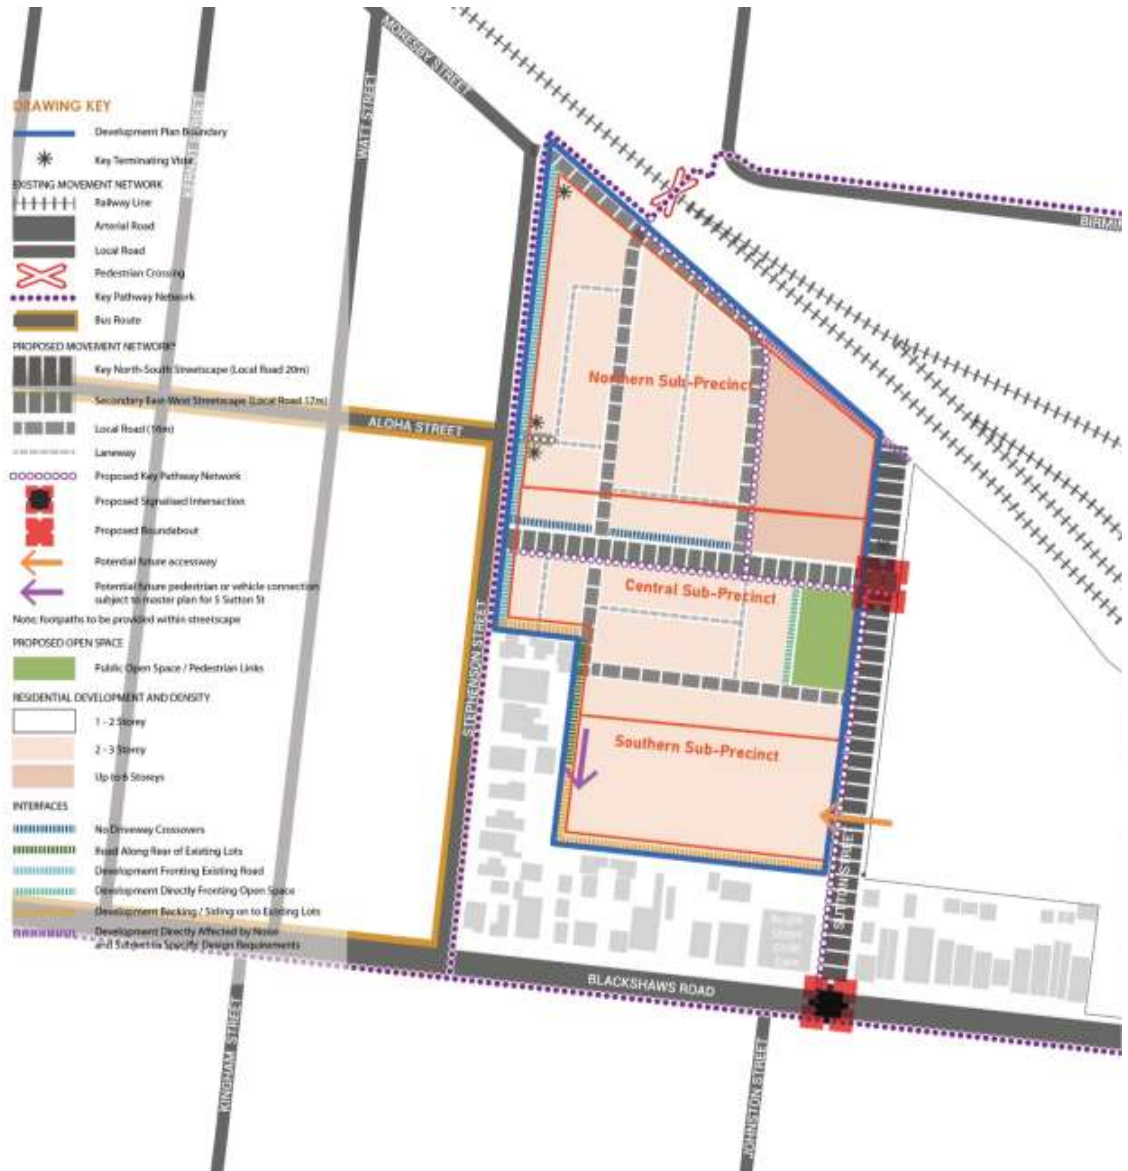 MORESBY STREET
WATT STREET
DRAWING KEY
Development Plan Boundary
Key Terminating Vista
EXISTING MOVEMENT NETWORK
Railway Line
Arterial Road
Local Road
Pedestrian Crossing
Key Pathway Network
Bus Route
PROPOSED MOVEMENT NETWORK*
Key North-South Streetscape (Local Road 20m)
Secondary East-West Streetscape (Local Road 17m)
Local Road (16m)
Laneway
Proposed Key Pathway Network
Proposed Signalised Intersection
Proposed Roundabout
Potential future accessway
Potential future pedestrian or vehicle connection
subject to master plan for 5 Sutton St
Note: footpaths to be provided within streetscape
PROPOSED OPEN SPACE
Public Open Space / Pedestrian Links
RESIDENTIAL DEVELOPMENT AND DENSITY
1 - 2 Storey
2 - 3 Storey
Up to 6 Storeys
INTERFACES
No Driveway Crossovers
Road Along Rear of Existing Lots
Development Fronting Existing Road
Development Directly Fronting Open Space
Development Backing / Siding on to Existing Lots
Development Directly Affected by Noise
and Subject to Specific Design Requirements
BIRMIN
ALOHA STREET
Northern Sub-Precinct
Central Sub-Precinct
Southern Sub-Precinct
STEPHENSON STREET
SUTTON STREET
BLACKSHAWS ROAD
KINGHAM STREET
JOHNSTON STREET